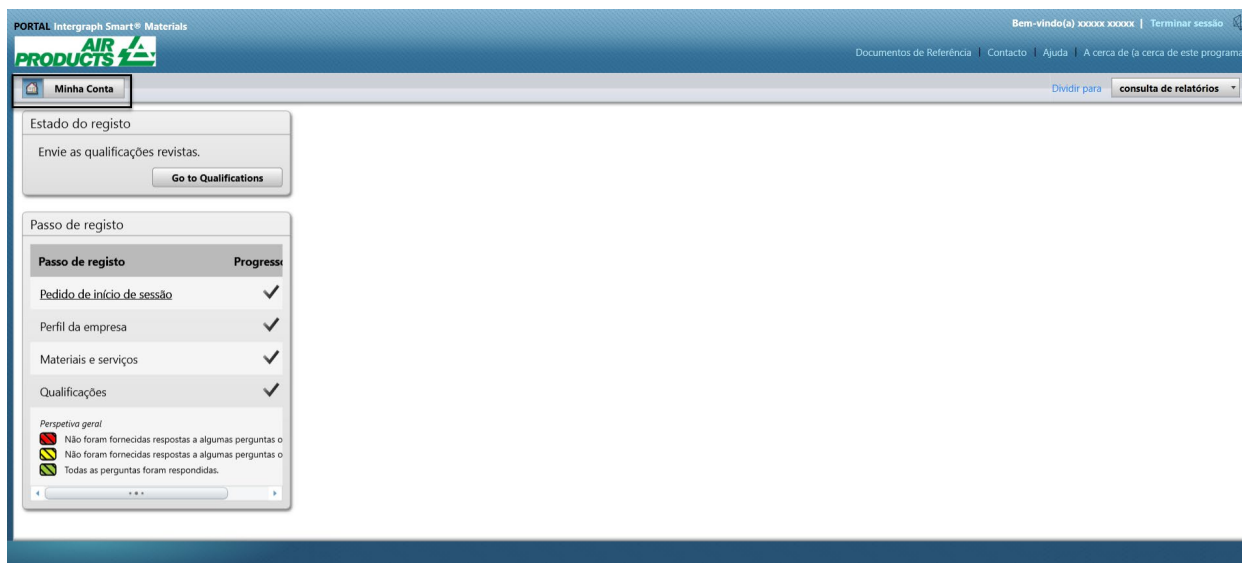 PORTAL Intergraph Smart® Materials
Bem-vindo(a) xxxxx xxxxx | Terminar sessão
AIR
PRODUCTS
Documentos de Referência | Contacto | Ajuda | A cerca de (a cerca de este programa
Minha Conta
Dividir para consulta de relatórios
Estado do registo
Envie as qualificações revistas.
Go to Qualifications
Passo de registo
Passo de registo Progresso
Pedido de início de sessão
Perfil da empresa
Materiais e serviços
Qualificações
Perspetiva geral
Não foram fornecidas respostas a algumas perguntas o
Não foram fornecidas respostas a algumas perguntas o
Todas as perguntas foram respondidas.